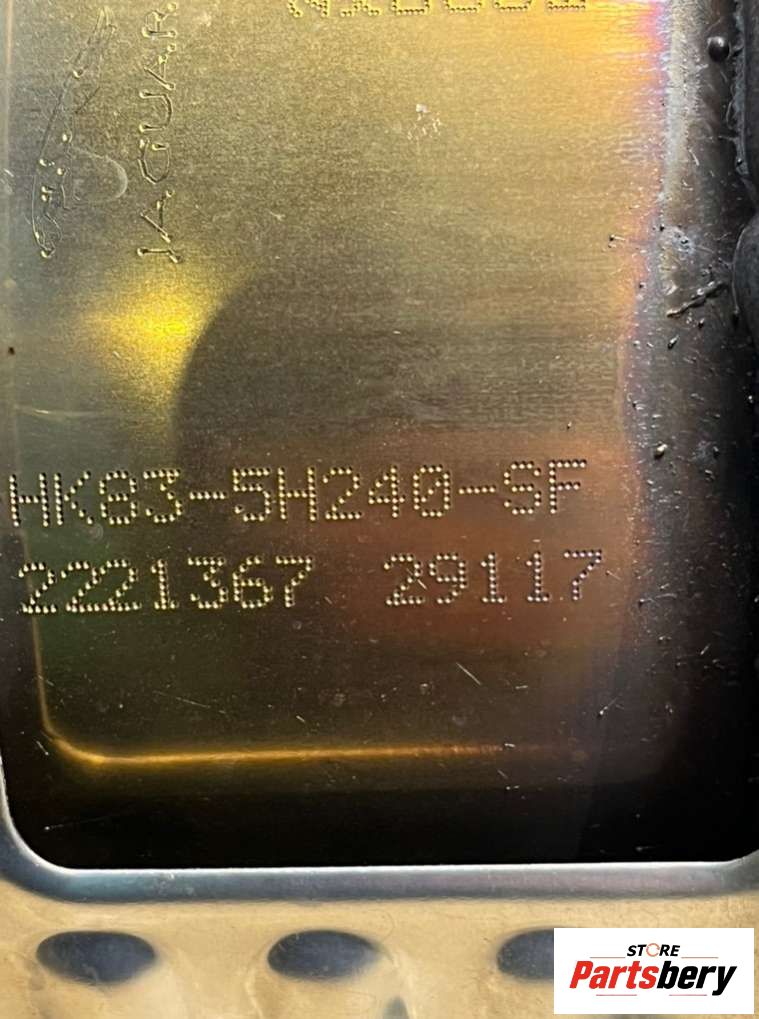 JAGUAR
HK83-5H240-SF
2221367 29117
STORE
Partsbery